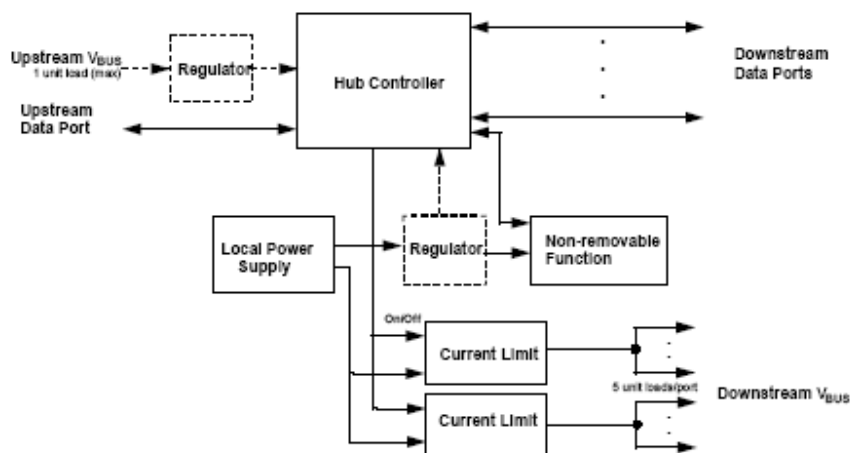 Upstream VBUS
1 unit load (max)
Regulator
Hub Controller
Downstream
Data Ports
Upstream
Data Port
Local Power
Supply
Regulator
Non-removable
Function
On/Off
Current Limit
5 unit loads/port
Downstream VBUS
Current Limit